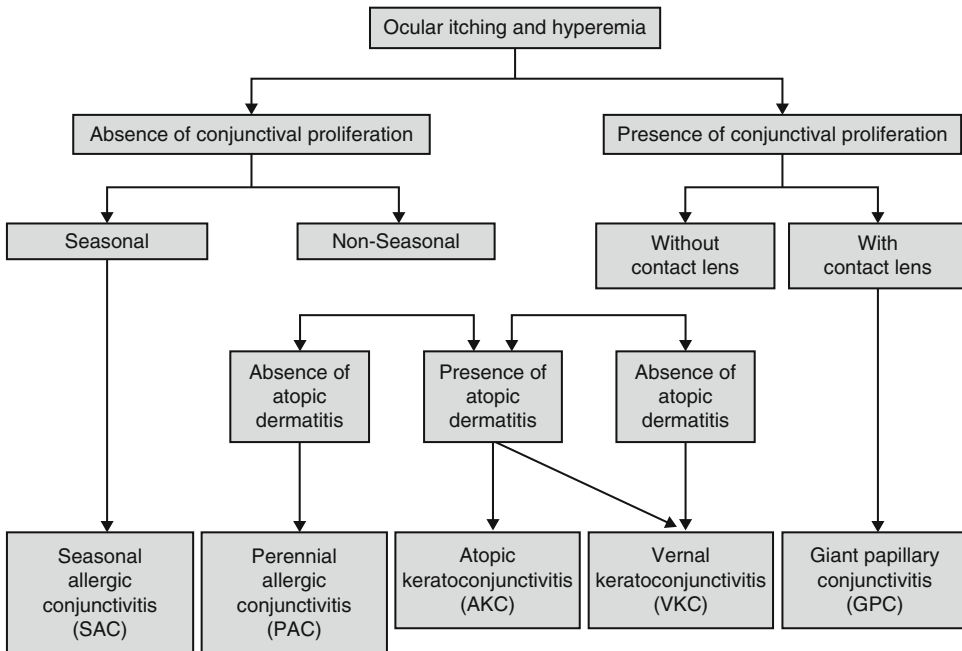 Ocular itching and hyperemia
Absence of conjunctival proliferation
Presence of conjunctival proliferation
Seasonal
Non-Seasonal
Without
contact lens
With
contact lens
Absence of
atopic
dermatitis
Presence of
atopic
dermatitis
Absence of
atopic
dermatitis
Seasonal
allergic
conjunctivitis
(SAC)
Perennial
allergic
conjunctivitis
(PAC)
Atopic
keratoconjunctivitis
(AKC)
Vernal
keratoconjunctivitis
(VKC)
Giant papillary
conjunctivitis
(GPC)